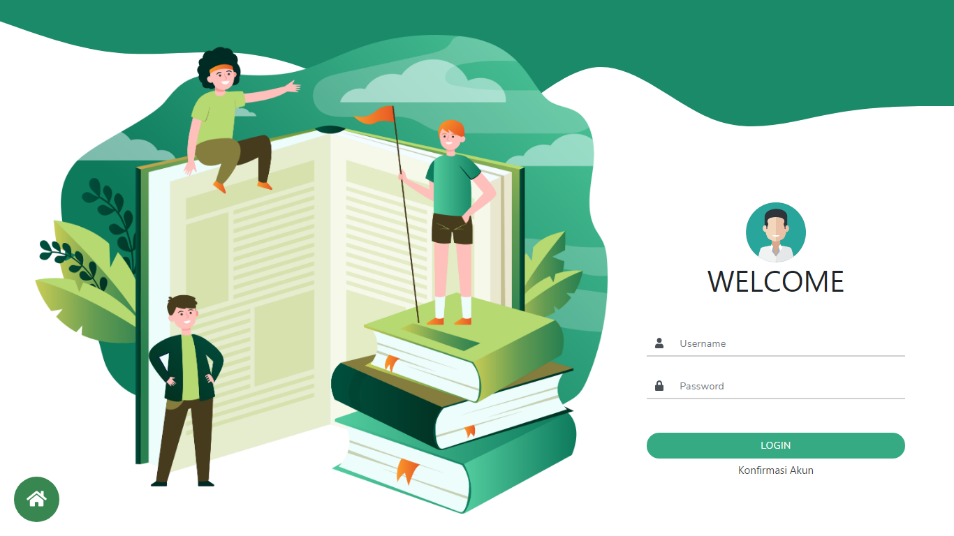 WELCOME
Username
Password
LOGIN
Konfirmasi Akun